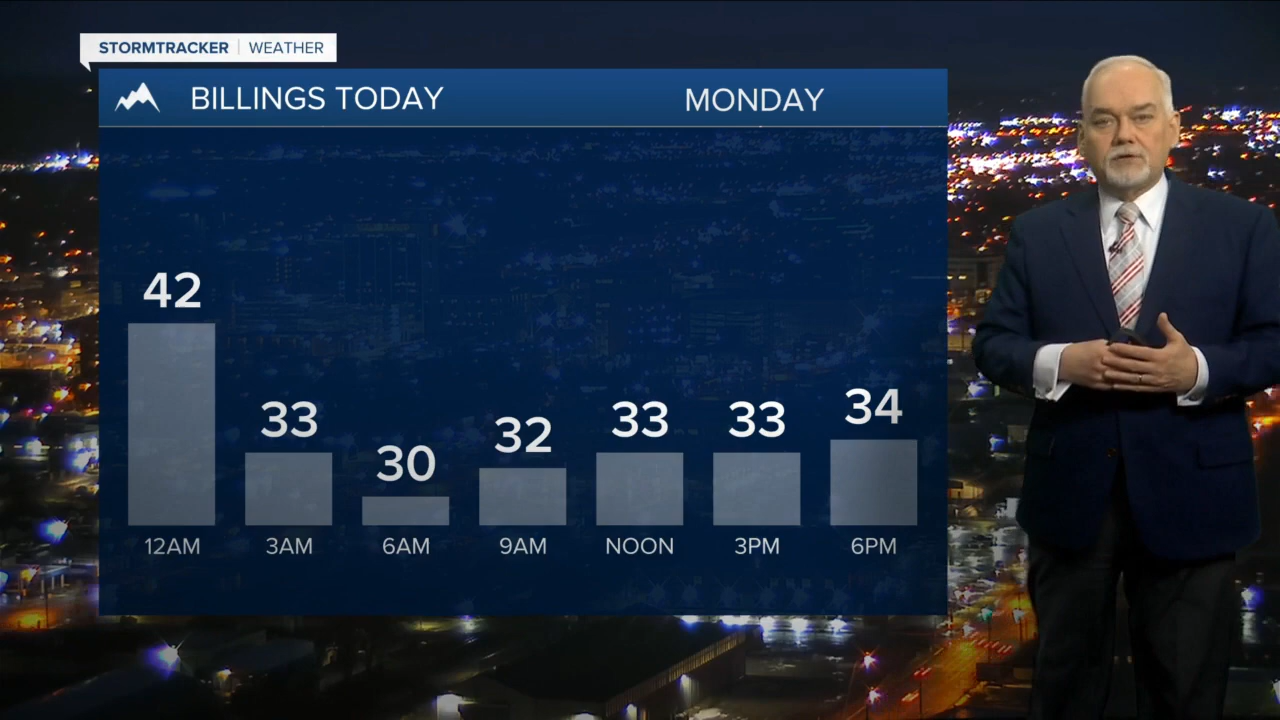 STORMTRACKER | WEATHER
BILLINGS TODAY MONDAY
42 33 30 32 33 33 34
12AM 3AM 6AM 9AM NOON 3PM 6PM